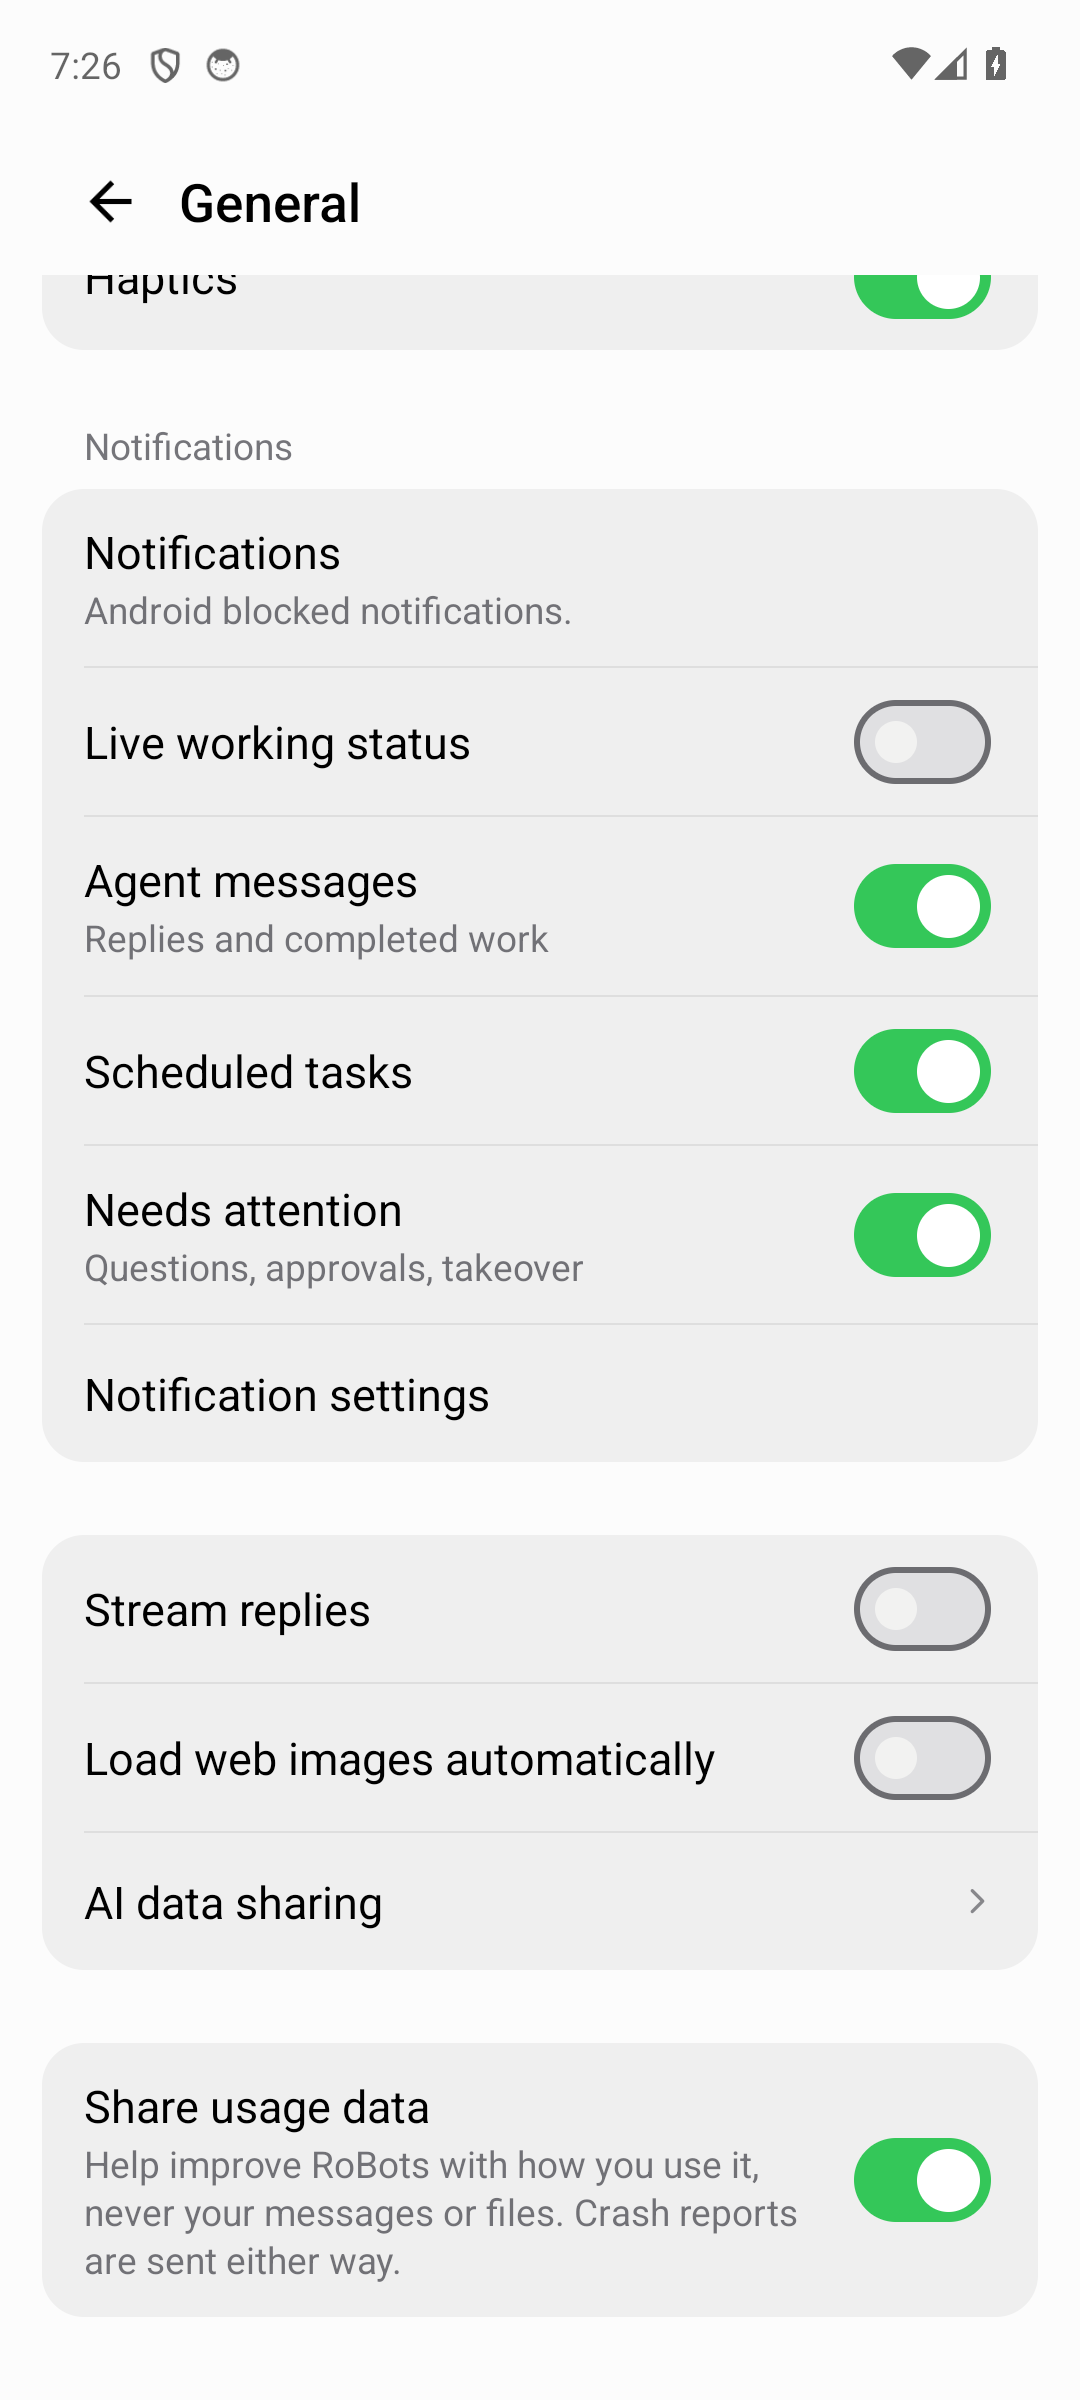 7:26
General
Haptics
Notifications
Notifications
Android blocked notifications.
Live working status
Agent messages
Replies and completed work
Scheduled tasks
Needs attention
Questions, approvals, takeover
Notification settings
Stream replies
Load web images automatically
AI data sharing
Share usage data
Help improve RoBots with how you use it,
never your messages or files. Crash reports
are sent either way.